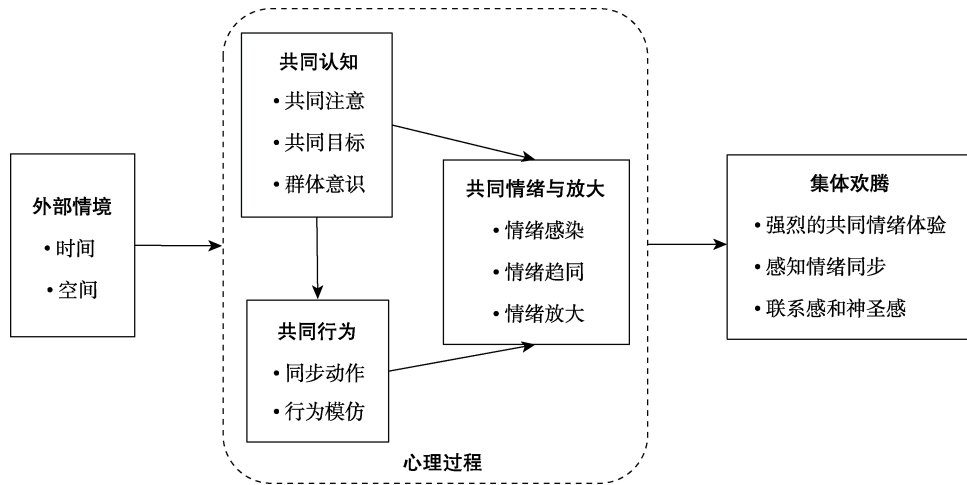 外部情境
• 时间
• 空间
共同认知
• 共同注意
• 共同目标
• 群体意识
共同行为
• 同步动作
• 行为模仿
共同情绪与放大
• 情绪感染
• 情绪趋同
• 情绪放大
心理过程
集体欢腾
• 强烈的共同情绪体验
• 感知情绪同步
• 联系感和神圣感